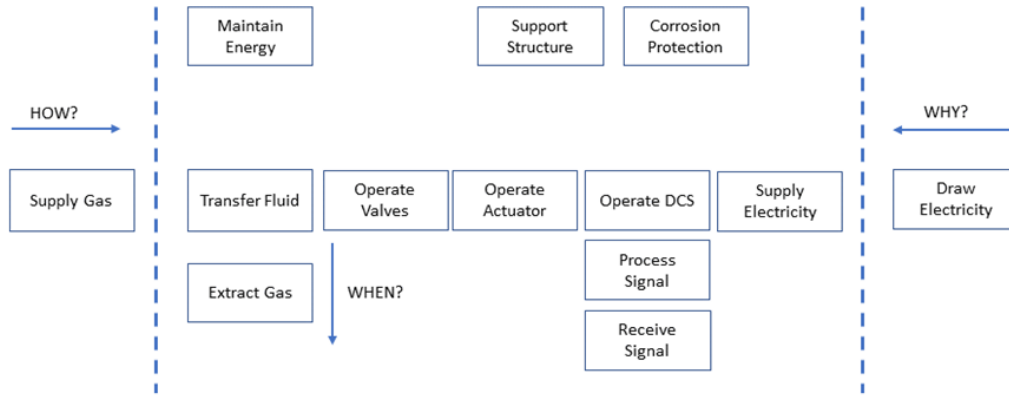 Maintain
Energy
Support
Structure
Corrosion
Protection
HOW?
WHY?
Supply Gas
Transfer Fluid
Operate
Valves
Operate
Actuator
Operate DCS
Supply
Electricity
Draw
Electricity
Extract Gas
WHEN?
Process
Signal
Receive
Signal